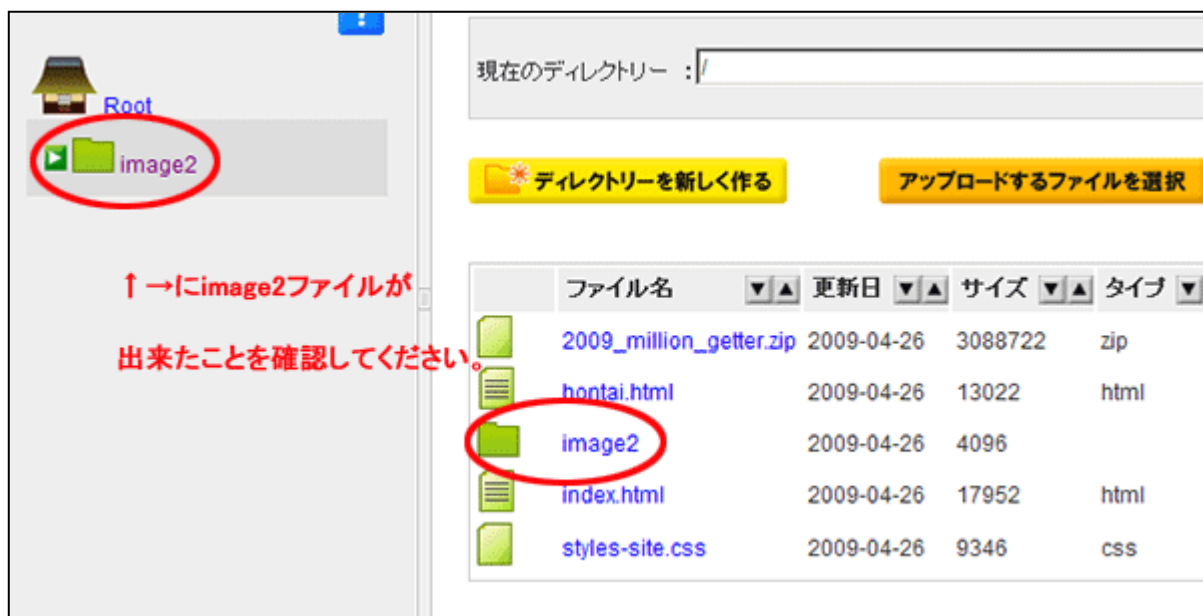 Root
image2
↑→にimage2ファイルが
出来たことを確認してください。
現在のディレクトリー :/
ディレクトリーを新しく作る
アップロードするファイルを選択
ファイル名 ▼▲ 更新日 ▼▲ サイズ ▼▲ タイプ ▼
2009_million_getter.zip 2009-04-26 3088722 zip
hontai.html 2009-04-26 13022 html
image2 2009-04-26 4096
index.html 2009-04-26 17952 html
styles-site.css 2009-04-26 9346 css